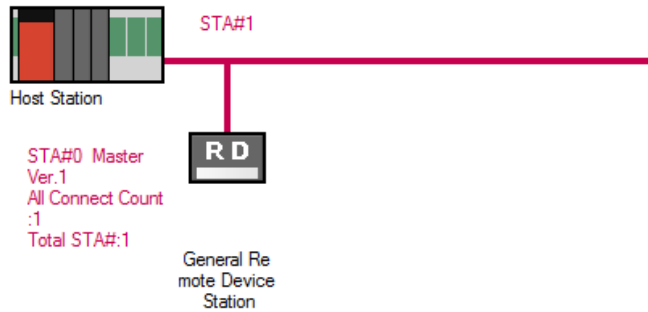 STA#1
Host Station
STA#0 Master
Ver.1
All Connect Count
:1
Total STA#:1
RD
General Re
mote Device
Station